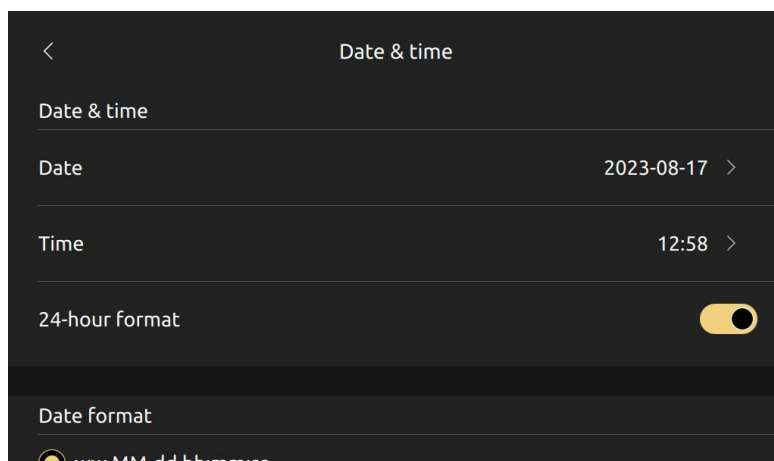 Date & time
Date & time
Date 2023-08-17
Time 12:58
24-hour format
Date format